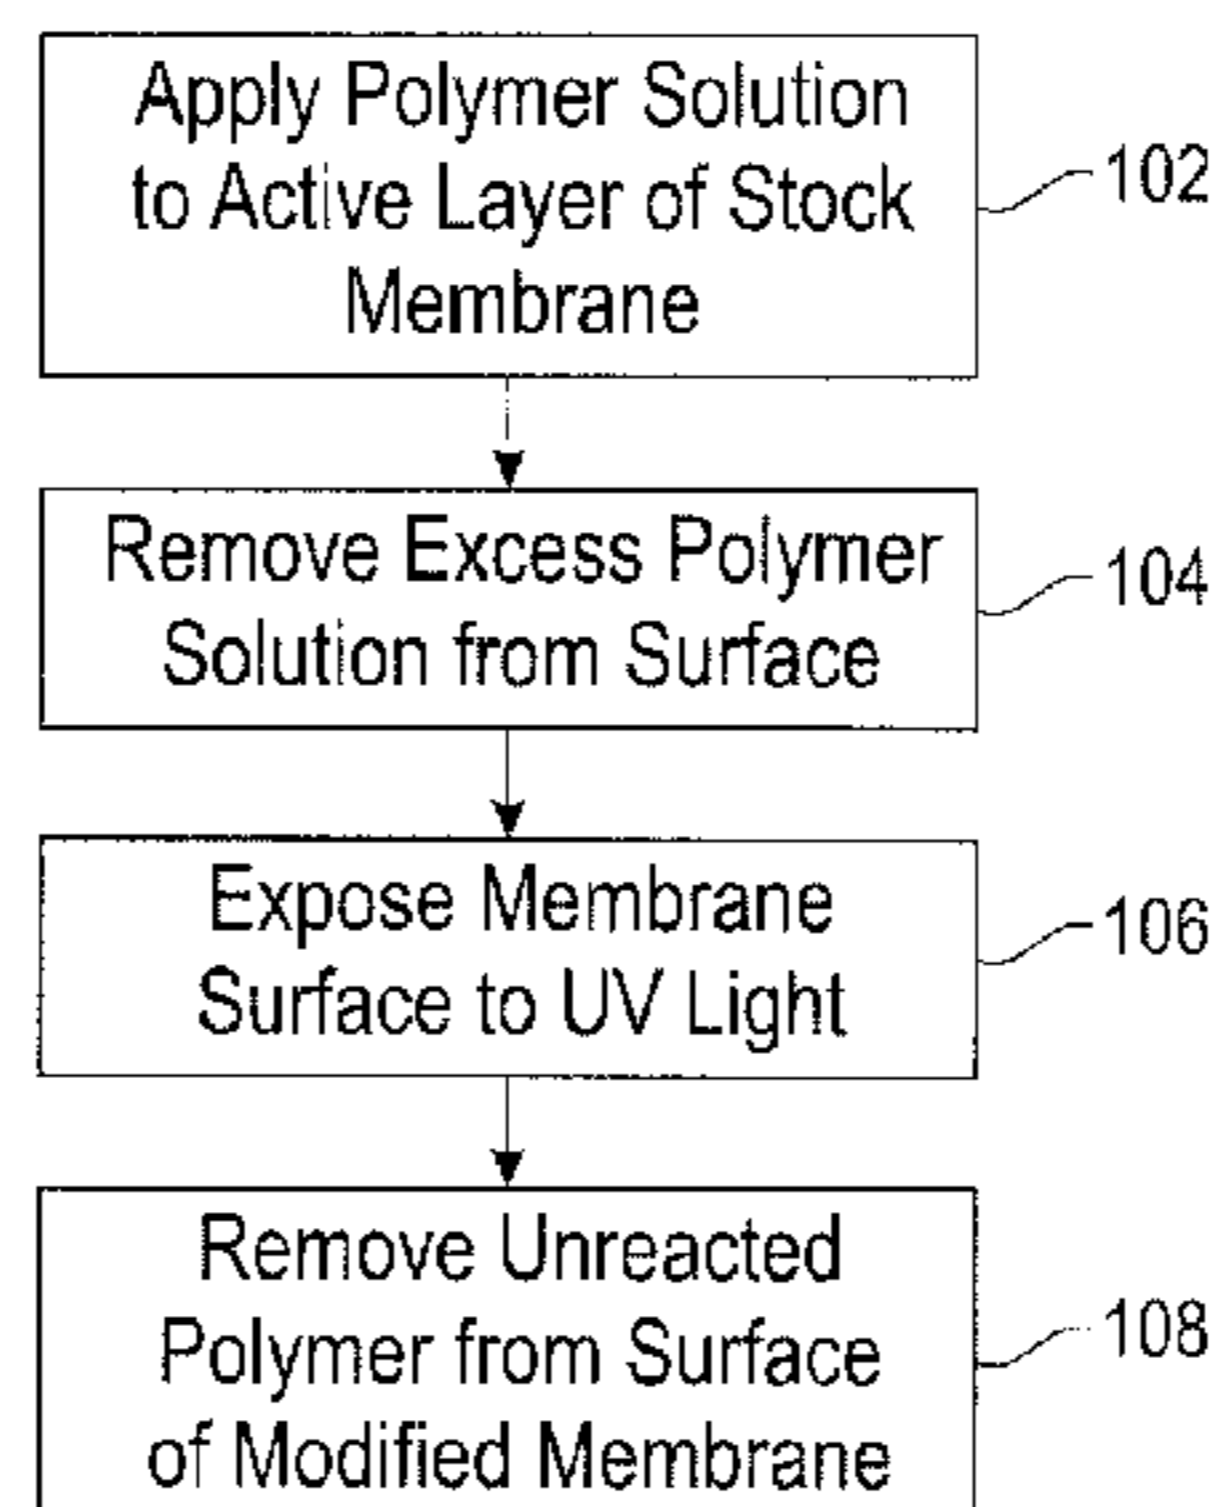 Apply Polymer Solution
to Active Layer of Stock
Membrane
102
Remove Excess Polymer
Solution from Surface
104
Expose Membrane
Surface to UV Light
106
Remove Unreacted
Polymer from Surface
of Modified Membrane
108